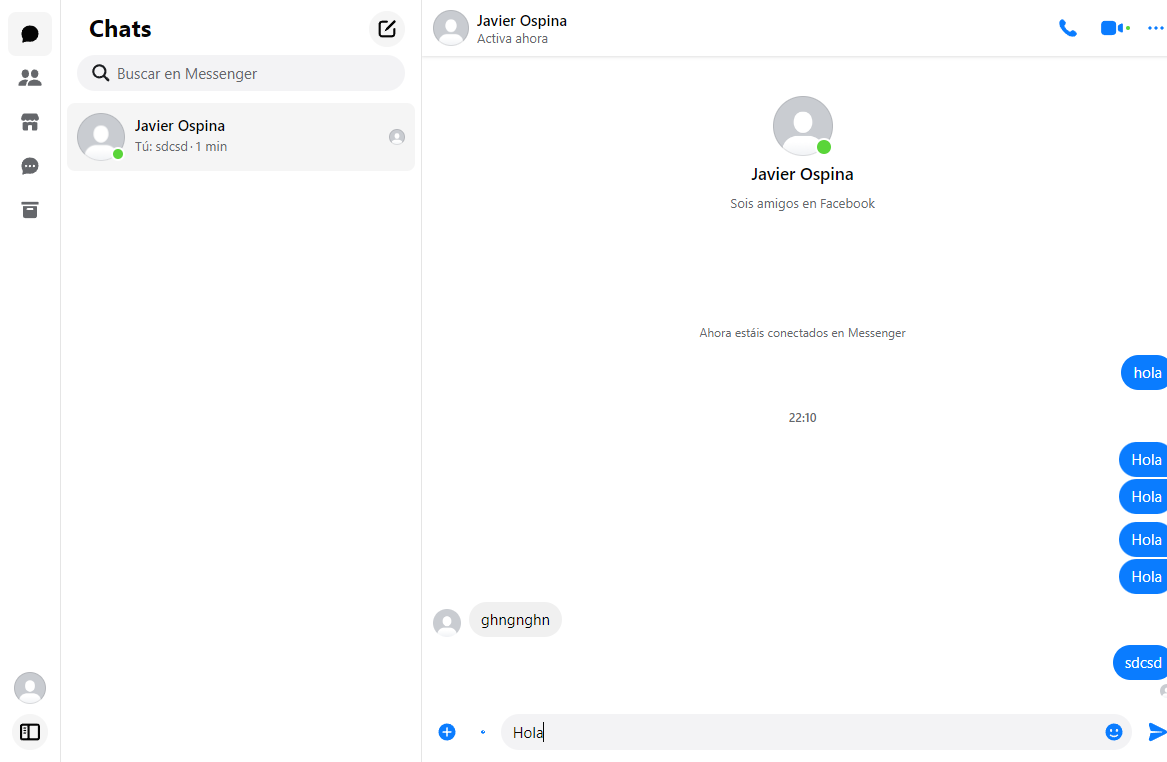 Chats
Buscar en Messenger
Javier Ospina
Tú: sdcsd · 1 min
Javier Ospina
Activa ahora
Javier Ospina
Sois amigos en Facebook
Ahora estáis conectados en Messenger
hola
22:10
Hola
Hola
Hola
Hola
ghngnghn
sdcsd
Hola